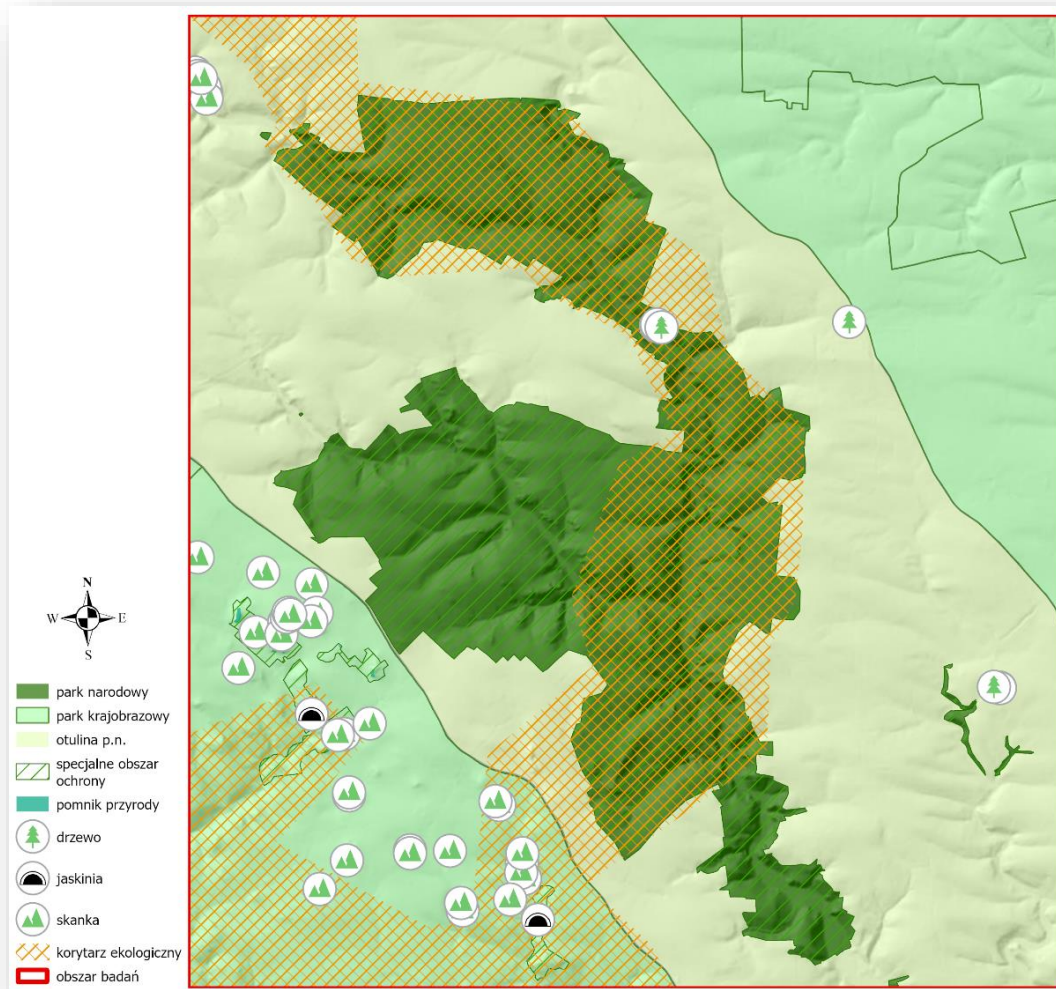 N
W E
S
park narodowy
park krajobrazowy
otulina p.n.
specjalne obszar
ochrony
pomnik przyrody
drzewo
jaskinia
skanka
korytarz ekologiczny
obszar badań